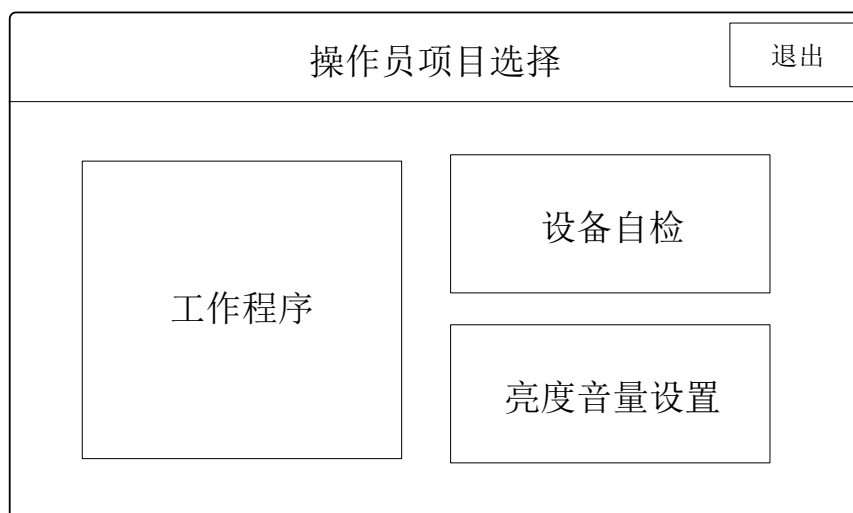 操作员项目选择
退出
工作程序
设备自检
亮度音量设置